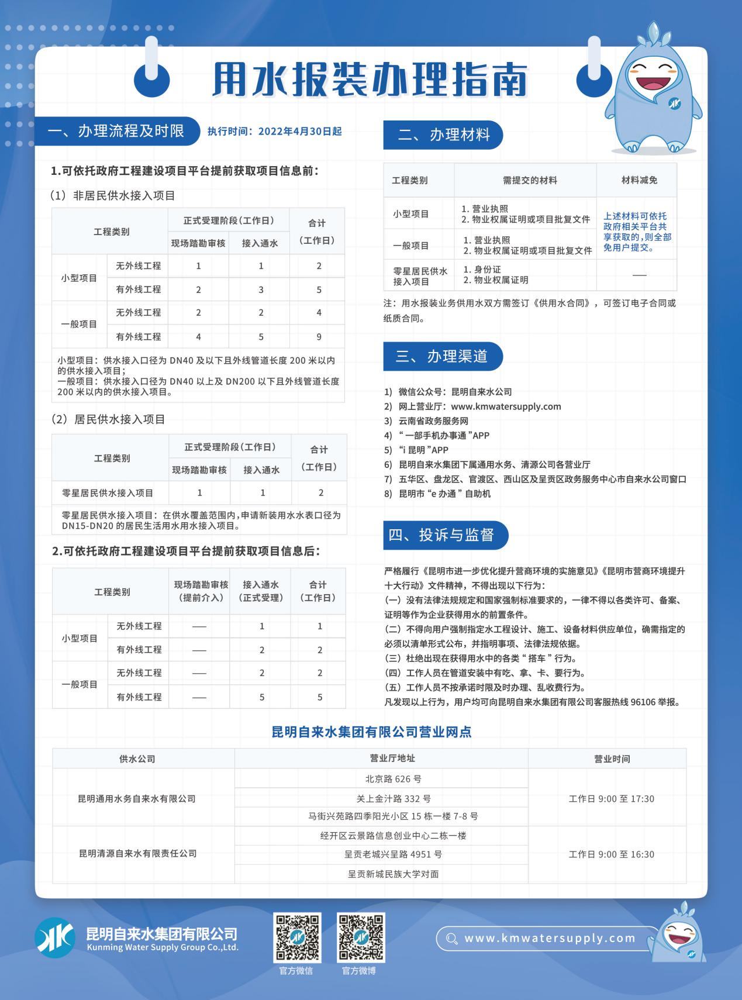 用水报装办理指南
一、办理流程及时限
执行时间：2022年4月30日起
1.可依托政府工程建设项目平台提前获取项目信息前：
（1）非居民供水接入项目
工程类别 正式受理阶段（工作日） 合计
（工作日）
现场踏勘审核 接入通水
小型项目 无外线工程 1 1 2
有外线工程 2 3 5
一般项目 无外线工程 2 2 4
有外线工程 4 5 9
小型项目：供水接入口径为 DN40 及以下且外线管道长度 200 米以内
的供水接入项目；
一般项目：供水接入口径为 DN40 以上及 DN200 以下且外线管道长度
200 米以内的供水接入项目。
（2）居民供水接入项目
工程类别 正式受理阶段（工作日） 合计
（工作日）
现场踏勘审核 接入通水
零星居民供水接入项目 1 1 2
零星居民供水接入项目：在供水覆盖范围内，申请新装用水水表口径为
DN15-DN20 的居民生活用水用水接入项目。
2.可依托政府工程建设项目平台提前获取项目信息后：
工程类别 现场踏勘审核 接入通水 合计
（提前介入） （正式受理） （工作日）
小型项目 无外线工程 —— 1 1
有外线工程 —— 2 2
一般项目 无外线工程 —— 2 2
有外线工程 —— 5 5
二、办理材料
工程类别 需提交的材料 材料减免
小型项目 1. 营业执照
2. 物业权属证明或项目批复文件
一般项目 1. 营业执照
2. 物业权属证明或项目批复文件
上述材料可依托
政府相关平台共
享获取的，则全部
免用户提交。
零星居民供水 1. 身份证 ——
接入项目 2. 物业权属证明
注：用水报装业务供用水双方需签订《供用水合同》，可签订电子合同或
纸质合同。
三、办理渠道
1) 微信公众号：昆明自来水公司
2) 网上营业厅：www.kmwatersupply.com
3) 云南省政务服务网
4) “ 一部手机办事通 ”APP
5) “i 昆明 ”APP
6) 昆明自来水集团下属通用水务、清源公司各营业厅
7) 五华区、盘龙区、官渡区、西山区及呈贡区政务服务中心市自来水公司窗口
8) 昆明市 “e 办通 ” 自助机
四、投诉与监督
严格履行《昆明市进一步优化提升营商环境的实施意见》《昆明市营商环境提升
十大行动》文件精神，不得出现以下行为：
（一）没有法律法规规定和国家强制标准要求的，一律不得以各类许可、备案、
证明等作为企业获得用水的前置条件。
（二）不得向用户强制指定水工程设计、施工、设备材料供应单位，确需指定的
必须以清单形式公布，并指明事项、法律法规依据。
（三）杜绝出现在获得用水中的各类 “ 搭车 ” 行为。
（四）工作人员在管道安装中有吃、拿、卡、要行为。
（五）工作人员不按承诺时限及时办理、乱收费行为。
凡发现以上行为，用户均可向昆明自来水集团有限公司客服热线 96106 举报。
昆明自来水集团有限公司营业网点
供水公司 营业厅地址 营业时间
昆明通用水务自来水有限公司 北京路 626 号 工作日 9:00 至 17:30
关上金汁路 332 号
马街兴苑路四季阳光小区 15 栋一楼 7-8 号
昆明清源自来水有限责任公司 经开区云景路信息创业中心二栋一楼 工作日 9:00 至 16:30
呈贡老城兴呈路 4951 号
呈贡新城民族大学对面
昆明自来水集团有限公司
Kunming Water Supply Group Co.,Ltd.
官方微信
官方微博
www.kmwatersupply.com